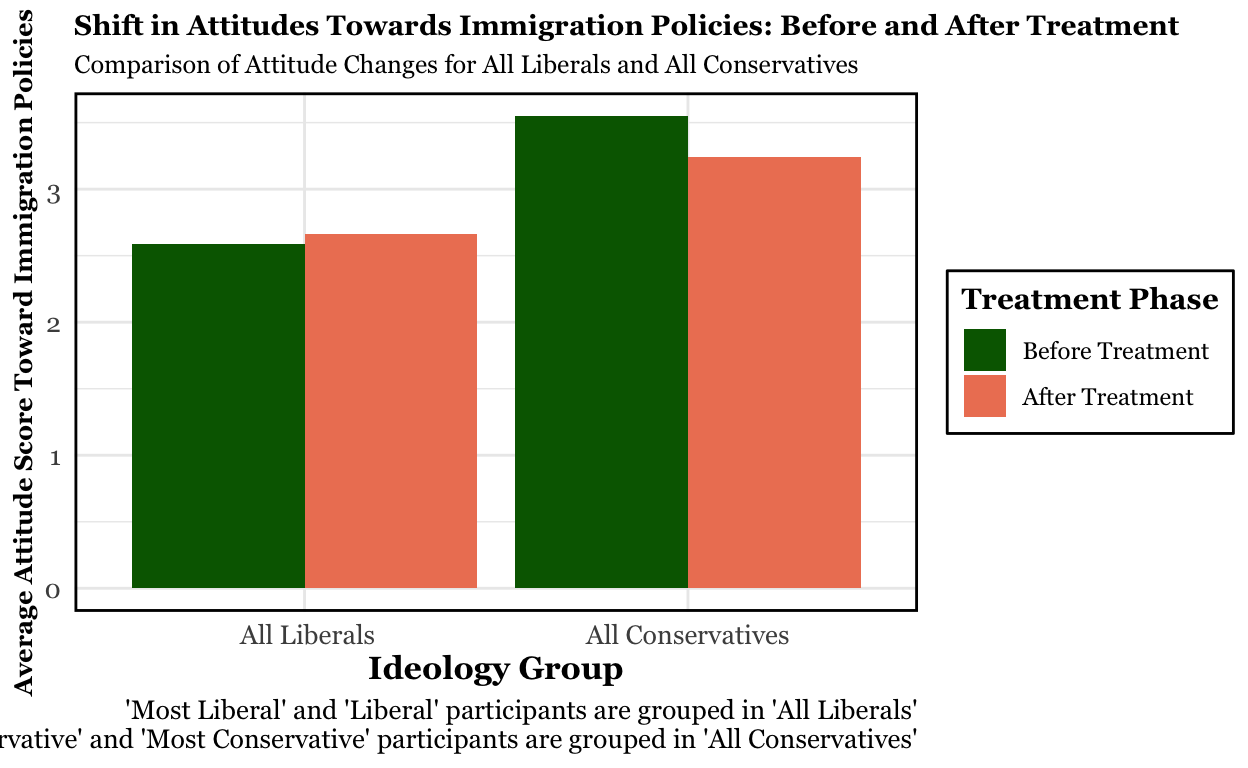 Shift in Attitudes Towards Immigration Policies: Before and After Treatment
Comparison of Attitude Changes for All Liberals and All Conservatives
Average Attitude Score Toward Immigration Policies
3
2
1
0
All Liberals
All Conservatives
Ideology Group
Treatment Phase
Before Treatment
After Treatment
'Most Liberal' and 'Liberal' participants are grouped in 'All Liberals'
rvative' and 'Most Conservative' participants are grouped in 'All Conservatives'